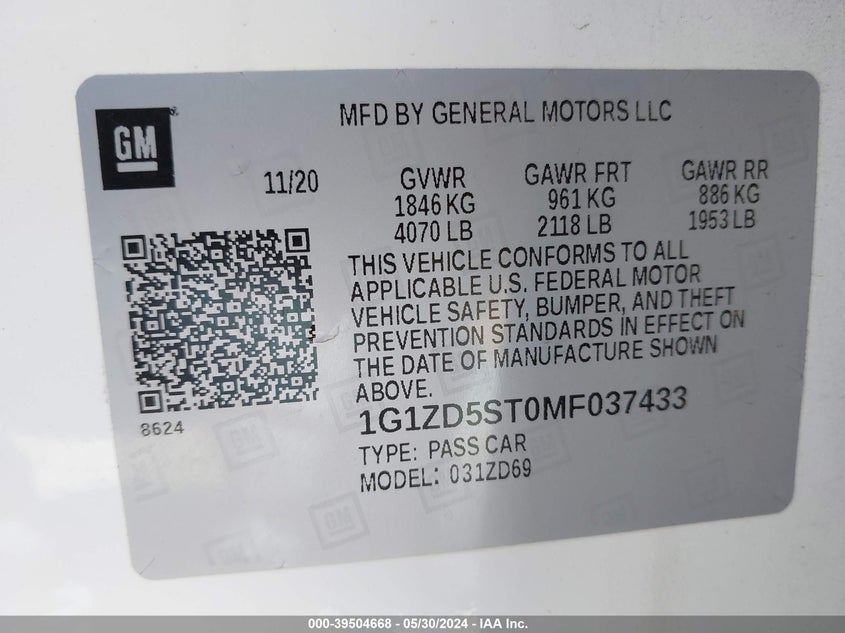 GM
MFD BY GENERAL MOTORS LLC
11/20
GVWR
1846 KG
4070 LB
GAWR FRT
961 KG
2118 LB
GAWR RR
886 KG
1953 LB
THIS VEHICLE CONFORMS TO ALL
APPLICABLE U.S. FEDERAL MOTOR
VEHICLE SAFETY, BUMPER, AND THEFT
PREVENTION STANDARDS IN EFFECT ON
THE DATE OF MANUFACTURE SHOWN
ABOVE.
8624
1G1ZD5ST0MF037433
TYPE: PASS CAR
MODEL: 031ZD69
000-39504668 - 05/30/2024 - IAA Inc.